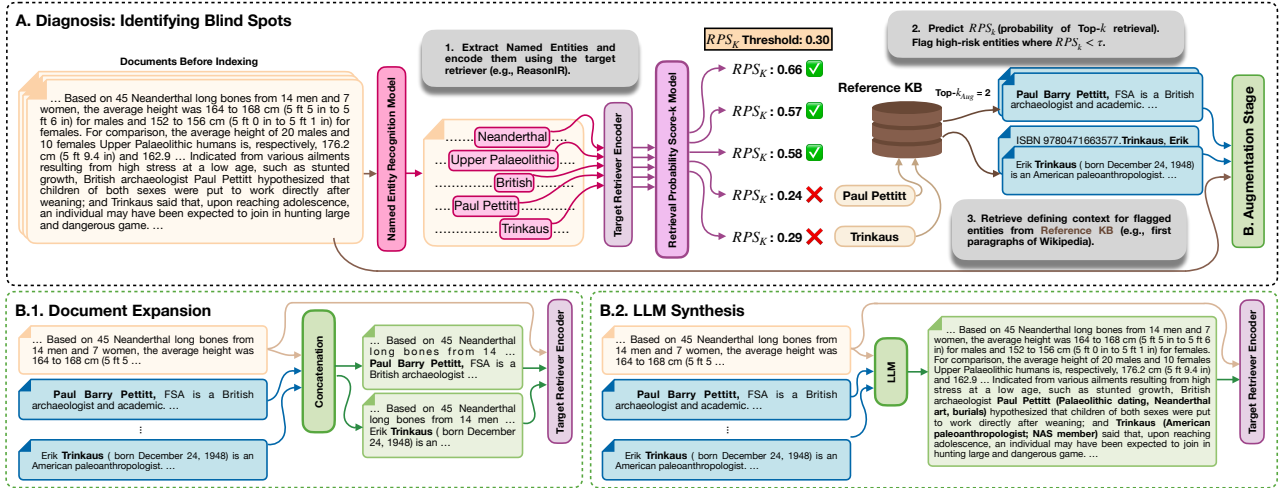 A. Diagnosis: Identifying Blind Spots
Documents Before Indexing
... Based on 45 Neanderthal long bones from 14 men and 7
women, the average height was 164 to 168 cm (5 ft 5 in to 5
ft 6 in) for males and 152 to 156 cm (5 ft 0 in to 5 ft 1 in) for
females. For comparison, the average height of 20 males and
10 females Upper Palaeolithic humans is, respectively, 176.2
cm (5 ft 9.4 in) and 162.9 ... Indicated from various ailments
resulting from high stress at a low age, such as stunted
growth, British archaeologist Paul Pettitt hypothesized that
children of both sexes were put to work directly after
weaning; and Trinkaus said that, upon reaching adolescence,
an individual may have been expected to join in hunting large
and dangerous game. ...
Named Entity Recognition Model
1. Extract Named Entities and
encode them using the target
retriever (e.g., ReasonIR).
Neanderthal
Upper Palaeolithic
British
Paul Pettitt
Trinkaus
Target Retriever Encoder
Retrieval Probability Score-k Model
RPS_K Threshold: 0.30
RPS_K : 0.66 ✅
RPS_K : 0.57 ✅
RPS_K : 0.58 ✅
RPS_K : 0.24 ❌
RPS_K : 0.29 ❌
2. Predict RPS_k (probability of Top-k retrieval).
Flag high-risk entities where RPS_k < τ.
Reference KB
Top-k_Aug = 2
Paul Pettitt
Trinkaus
Paul Barry Pettitt, FSA is a British
archaeologist and academic. ...
ISBN 9780471663577. Trinkaus, Erik
Erik Trinkaus ( born December 24, 1948)
is an American paleoanthropologist. ...
3. Retrieve defining context for flagged
entities from Reference KB (e.g., first
paragraphs of Wikipedia).
B. Augmentation Stage
B.1. Document Expansion
... Based on 45 Neanderthal long bones from
14 men and 7 women, the average height was
164 to 168 cm (5 ft 5 ...
Paul Barry Pettitt, FSA is a British
archaeologist and academic. ...
...
Erik Trinkaus ( born December 24, 1948) is an
American paleoanthropologist. ...
Concatenation
... Based on 45 Neanderthal
long bones from 14 ...
Paul Barry Pettitt, FSA is a
British archaeologist ...
... Based on 45 Neanderthal
long bones from 14 men ...
Erik Trinkaus ( born December
24, 1948) is an ...
Target Retriever Encoder
B.2. LLM Synthesis
... Based on 45 Neanderthal long bones from
14 men and 7 women, the average height was
164 to 168 cm (5 ft 5 ...
Paul Barry Pettitt, FSA is a British
archaeologist and academic. ...
...
Erik Trinkaus ( born December 24, 1948) is an
American paleoanthropologist. ...
LLM
... Based on 45 Neanderthal long bones from 14 men and 7
women, the average height was 164 to 168 cm (5 ft 5 in to 5 ft 6
in) for males and 152 to 156 cm (5 ft 0 in to 5 ft 1 in) for females.
For comparison, the average height of 20 males and 10 females
Upper Palaeolithic humans is, respectively, 176.2 cm (5 ft 9.4 in)
and 162.9 ... Indicated from various ailments resulting from high
stress at a low age, such as stunted growth, British
archaeologist Paul Pettitt (Palaeolithic dating, Neanderthal
art, burials) hypothesized that children of both sexes were put
to work directly after weaning; and Trinkaus (American
paleoanthropologist; NAS member) said that, upon reaching
adolescence, an individual may have been expected to join in
hunting large and dangerous game. ...
Target Retriever Encoder